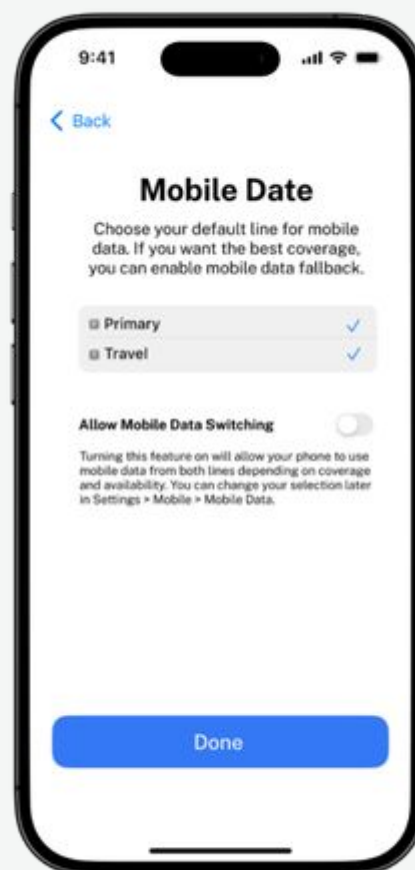 9:41
Back
Mobile Date
Choose your default line for mobile
data. If you want the best coverage,
you can enable mobile data fallback.
Primary
Travel
Allow Mobile Data Switching
Turning this feature on will allow your phone to use
mobile data from both lines depending on coverage
and availability. You can change your selection later
in Settings > Mobile > Mobile Data.
Done